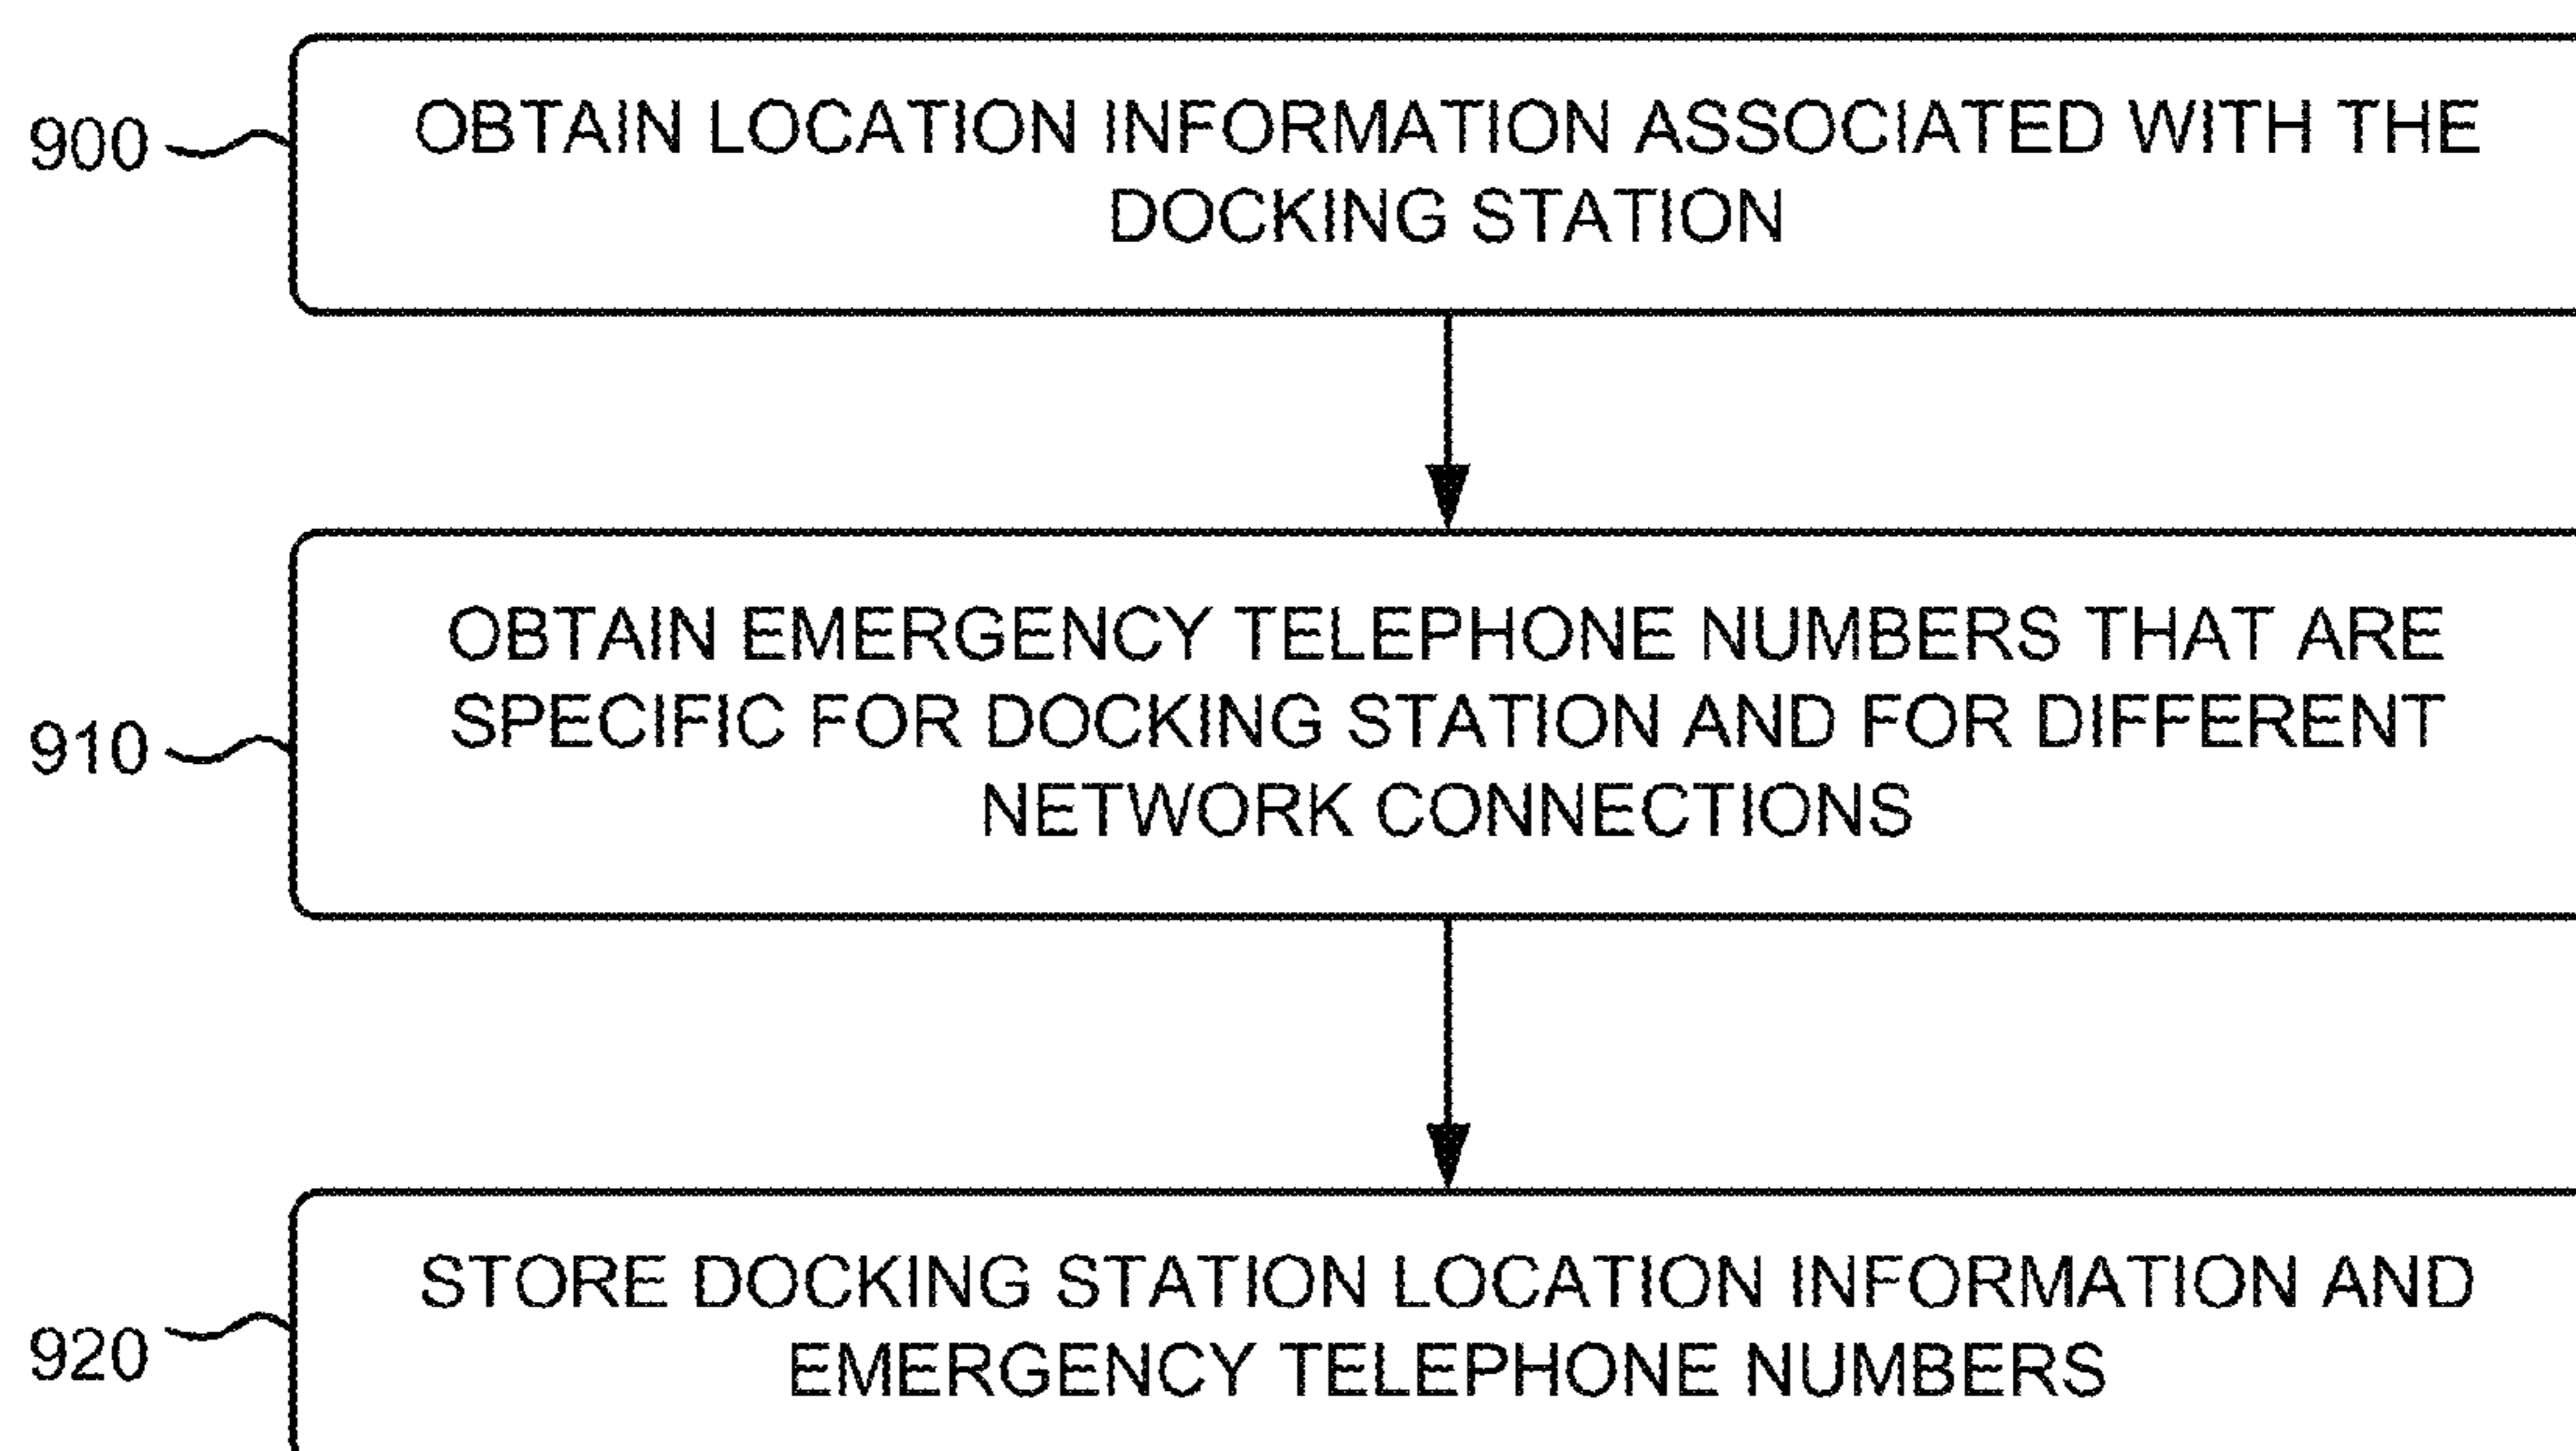 900
OBTAIN LOCATION INFORMATION ASSOCIATED WITH THE
DOCKING STATION
910
OBTAIN EMERGENCY TELEPHONE NUMBERS THAT ARE
SPECIFIC FOR DOCKING STATION AND FOR DIFFERENT
NETWORK CONNECTIONS
920
STORE DOCKING STATION LOCATION INFORMATION AND
EMERGENCY TELEPHONE NUMBERS